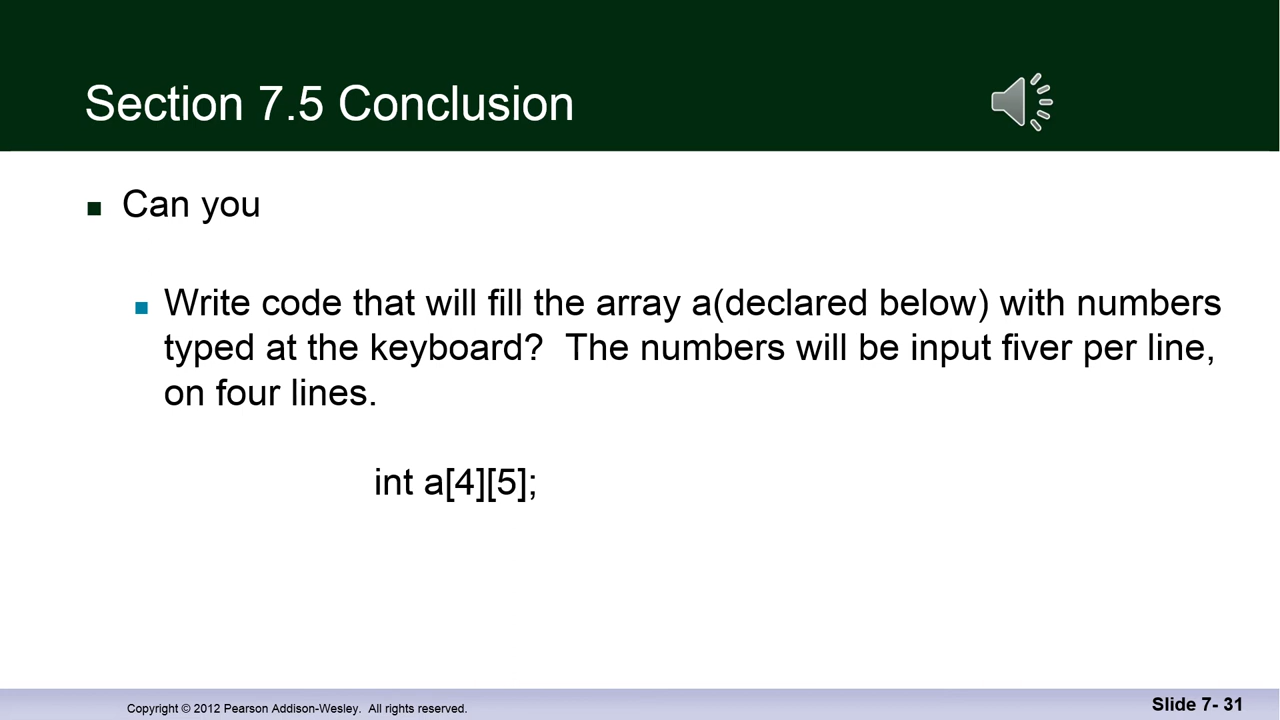 Section 7.5 Conclusion
Can you
Write code that will fill the array a(declared below) with numbers
typed at the keyboard?  The numbers will be input fiver per line,
on four lines.
int a[4][5];
Copyright © 2012 Pearson Addison-Wesley.  All rights reserved.
Slide 7- 31